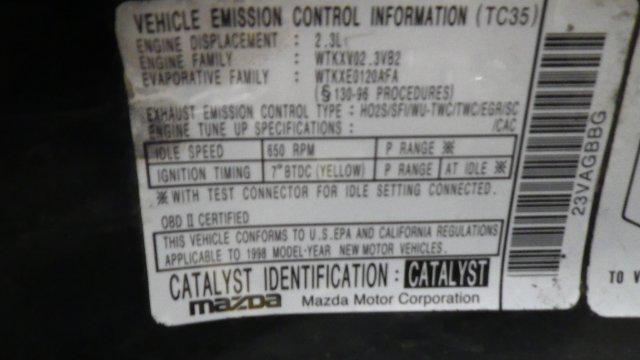 VEHICLE EMISSION CONTROL INFORMATION (TC35)
ENGINE DISPLACEMENT : 2.3L
ENGINE FAMILY : WTKXV02.3VB2
EVAPORATIVE FAMILY : WTKXE0120AFA
(§ 130-96 PROCEDURES)
EXHAUST EMISSION CONTROL TYPE : HO2S/SFI/WU-TWC/TWC/EGR/SC
/CAC
ENGINE TUNE UP SPECIFICATIONS :
IDLE SPEED 650 RPM P RANGE ※
IGNITION TIMING 7°BTDC (YELLOW) P RANGE AT IDLE ※
※ WITH TEST CONNECTOR FOR IDLE SETTING CONNECTED.
OBD II CERTIFIED
THIS VEHICLE CONFORMS TO U.S.EPA AND CALIFORNIA REGULATIONS
APPLICABLE TO 1998 MODEL-YEAR NEW MOTOR VEHICLES.
CATALYST IDENTIFICATION : CATALYST
mazda Mazda Motor Corporation
23VAGBBG
TO V